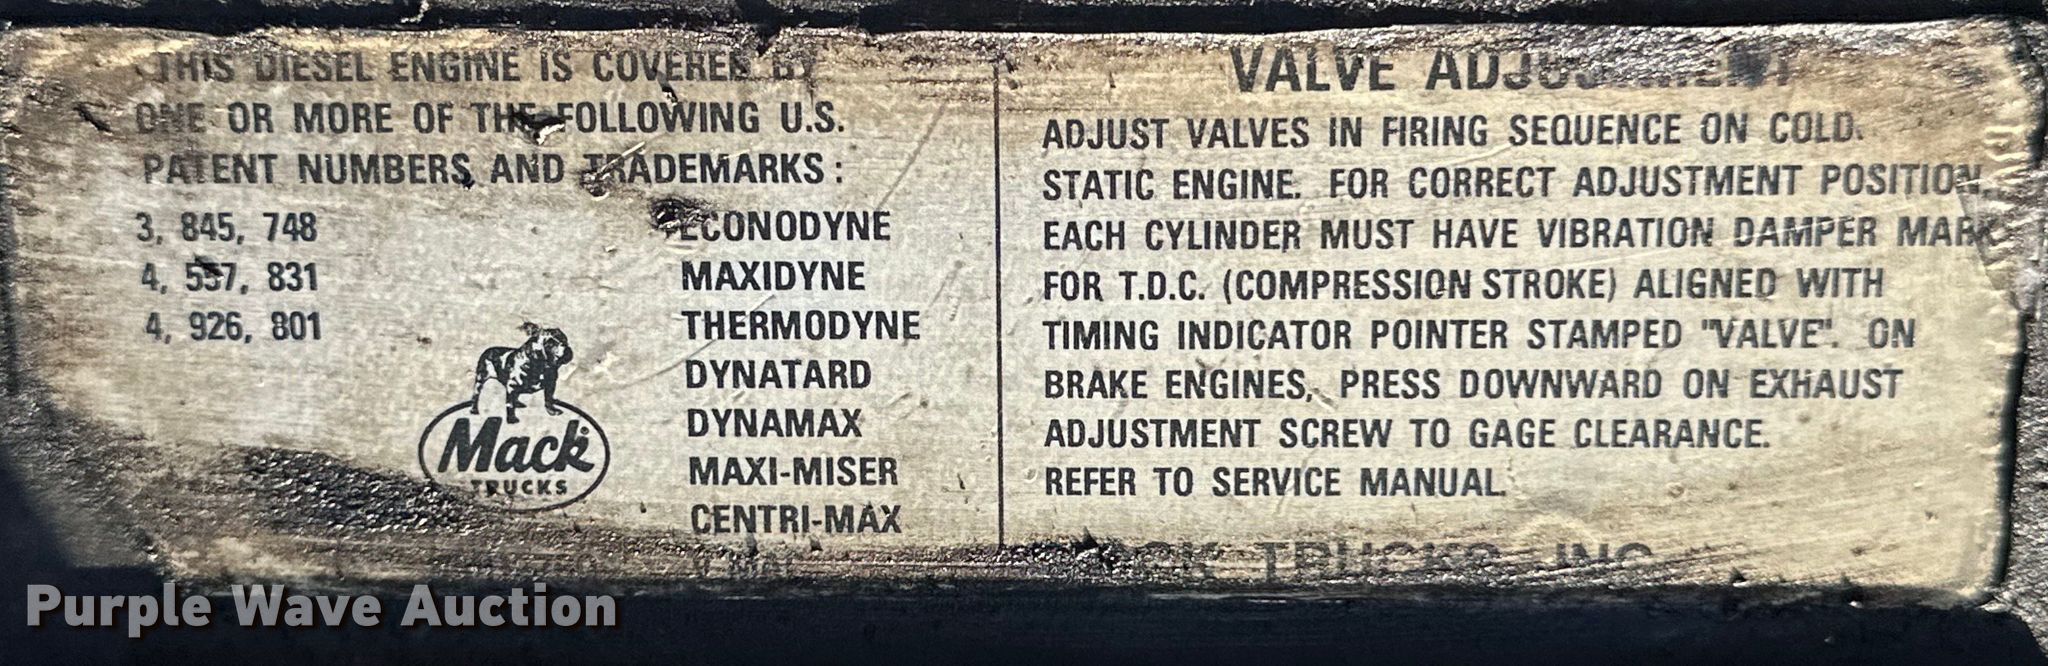 THIS DIESEL ENGINE IS COVERED BY
ONE OR MORE OF THE FOLLOWING U.S.
PATENT NUMBERS AND TRADEMARKS:
3, 845, 748
4, 557, 831
4, 926, 801
ECONODYNE
MAXIDYNE
THERMODYNE
DYNATARD
DYNAMAX
MAXI-MISER
CENTRI-MAX
Mack
TRUCKS
VALVE ADJUSTMENT
ADJUST VALVES IN FIRING SEQUENCE ON COLD.
STATIC ENGINE. FOR CORRECT ADJUSTMENT POSITION,
EACH CYLINDER MUST HAVE VIBRATION DAMPER MARK
FOR T.D.C. (COMPRESSION STROKE) ALIGNED WITH
TIMING INDICATOR POINTER STAMPED "VALVE". ON
BRAKE ENGINES, PRESS DOWNWARD ON EXHAUST
ADJUSTMENT SCREW TO GAGE CLEARANCE.
REFER TO SERVICE MANUAL.
TRUCKS, INC.
Purple Wave Auction